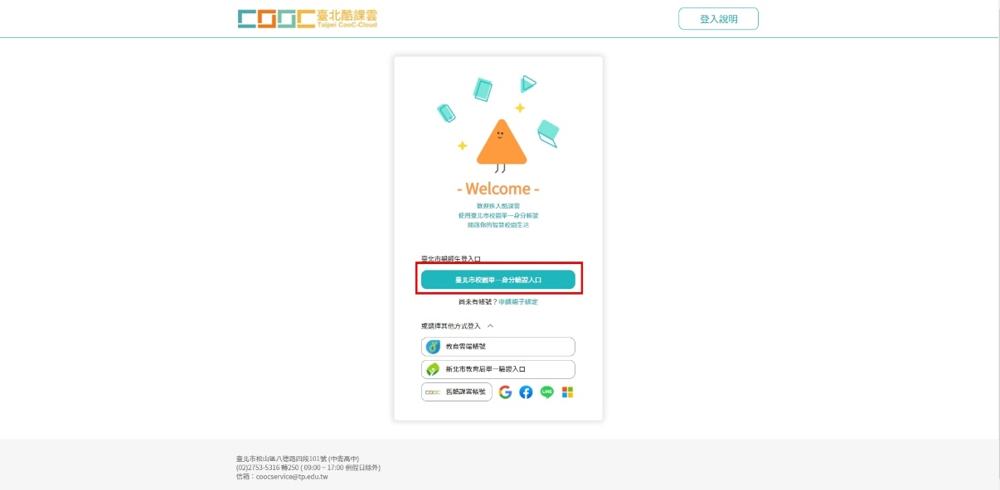 COOC 臺北酷課雲
Taipei CooC-Cloud
登入說明
- Welcome -
歡迎進入酷課雲
使用臺北市校園單一身分帳號
開啟你的智慧校園生活
臺北市親師生登入口
臺北市校園單一身分驗證入口
尚未有帳號？申請親子綁定
或選擇其他方式登入
教育雲端帳號
新北市教育局單一驗證入口
COOC 舊酷課雲帳號 LINE
臺北市松山區八德路四段101號 (中崙高中)
(02)2753-5316 轉250 ( 09:00 ~ 17:00 例假日除外)
信箱：coocservice@tp.edu.tw